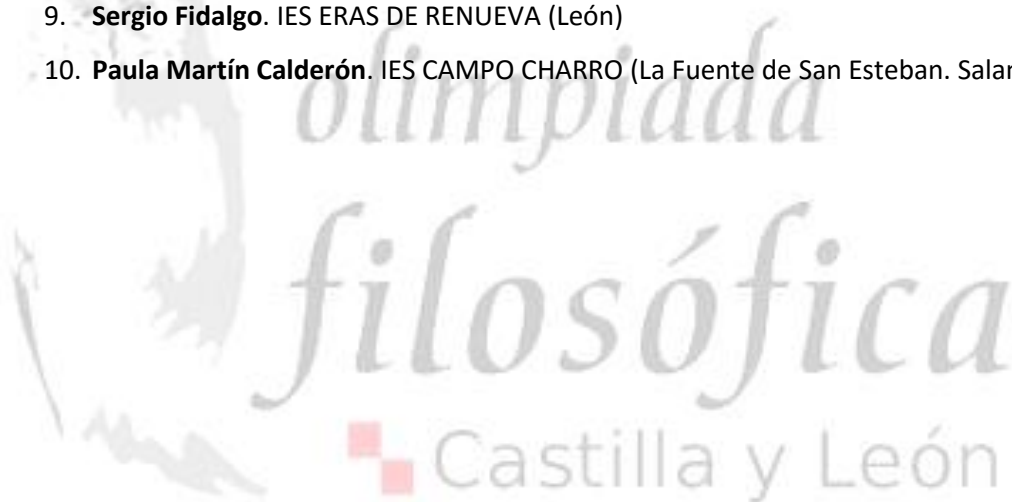 9. Sergio Fidalgo. IES ERAS DE RENUEVA (León)
10. Paula Martín Calderón. IES CAMPO CHARRO (La Fuente de San Esteban. Salar
olimpiada
filosófica
Castilla y León